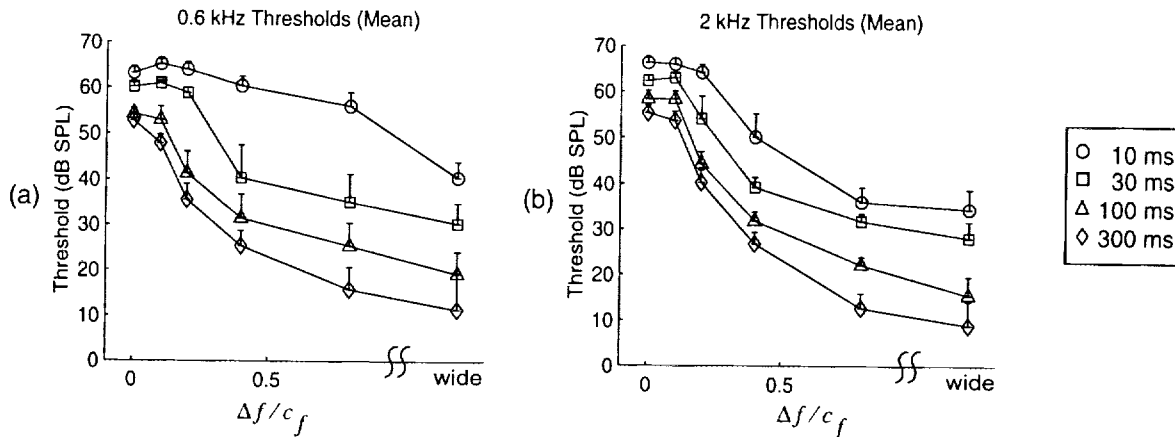 0.6 kHz Thresholds (Mean)
70
60
50
40
30
20
10
0
Threshold (dB SPL)
(a)
0
0.5
wide
Δf/c_f
2 kHz Thresholds (Mean)
70
60
50
40
30
20
10
0
Threshold (dB SPL)
(b)
0
0.5
wide
Δf/c_f
10 ms
30 ms
100 ms
300 ms